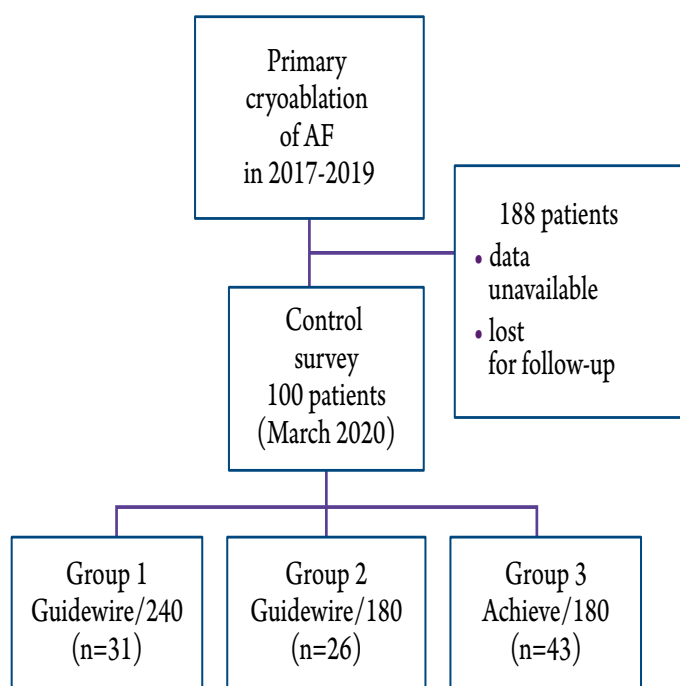 Primary
cryoablation
of AF
in 2017-2019
188 patients
• data
unavailable
• lost
for follow-up
Control
survey
100 patients
(March 2020)
Group 1
Guidewire/240
(n=31)
Group 2
Guidewire/180
(n=26)
Group 3
Achieve/180
(n=43)